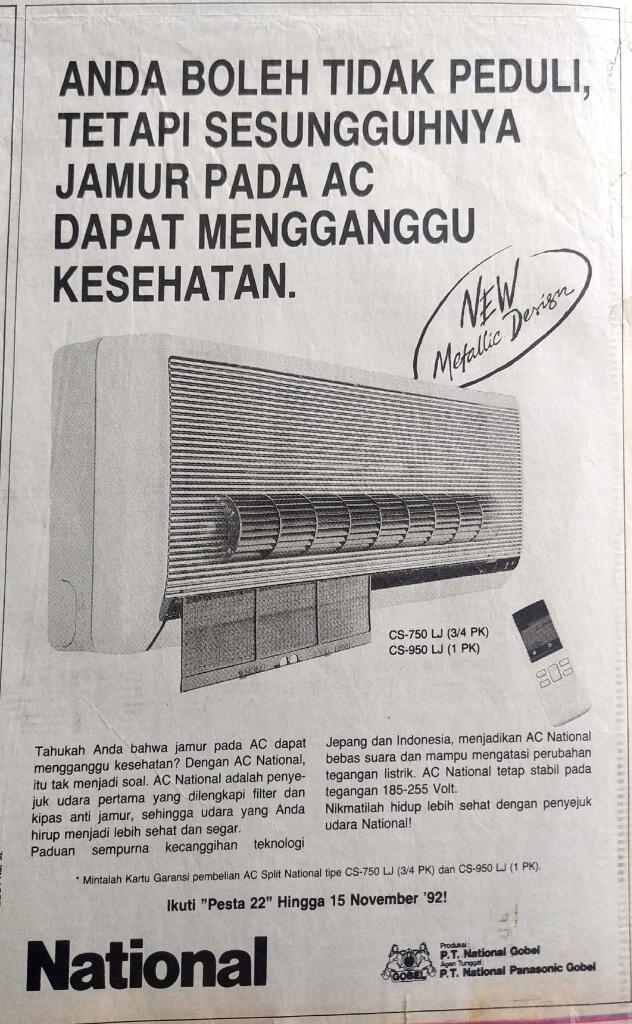 ANDA BOLEH TIDAK PEDULI,
TETAPI SESUNGGUHNYA
JAMUR PADA AC
DAPAT MENGGANGGU
KESEHATAN.
NEW
Metallic Design
CS-750 LJ (3/4 PK)
CS-950 LJ (1 PK)
Tahukah Anda bahwa jamur pada AC dapat
mengganggu kesehatan? Dengan AC National,
itu tak menjadi soal. AC National adalah penye-
juk udara pertama yang dilengkapi filter dan
kipas anti jamur, sehingga udara yang Anda
hirup menjadi lebih sehat dan segar.
Paduan sempurna kecanggihan teknologi
Jepang dan Indonesia, menjadikan AC National
bebas suara dan mampu mengatasi perubahan
tegangan listrik. AC National tetap stabil pada
tegangan 185-255 Volt.
Nikmatilah hidup lebih sehat dengan penyejuk
udara National!
* Mintalah Kartu Garansi pembelian AC Split National tipe CS-750 LJ (3/4 PK) dan CS-950 LJ (1 PK).
Ikuti "Pesta 22" Hingga 15 November '92!
National
GOBEL
Produksi:
P.T. National Gobel
Agen Tunggal:
P.T. National Panasonic Gobel